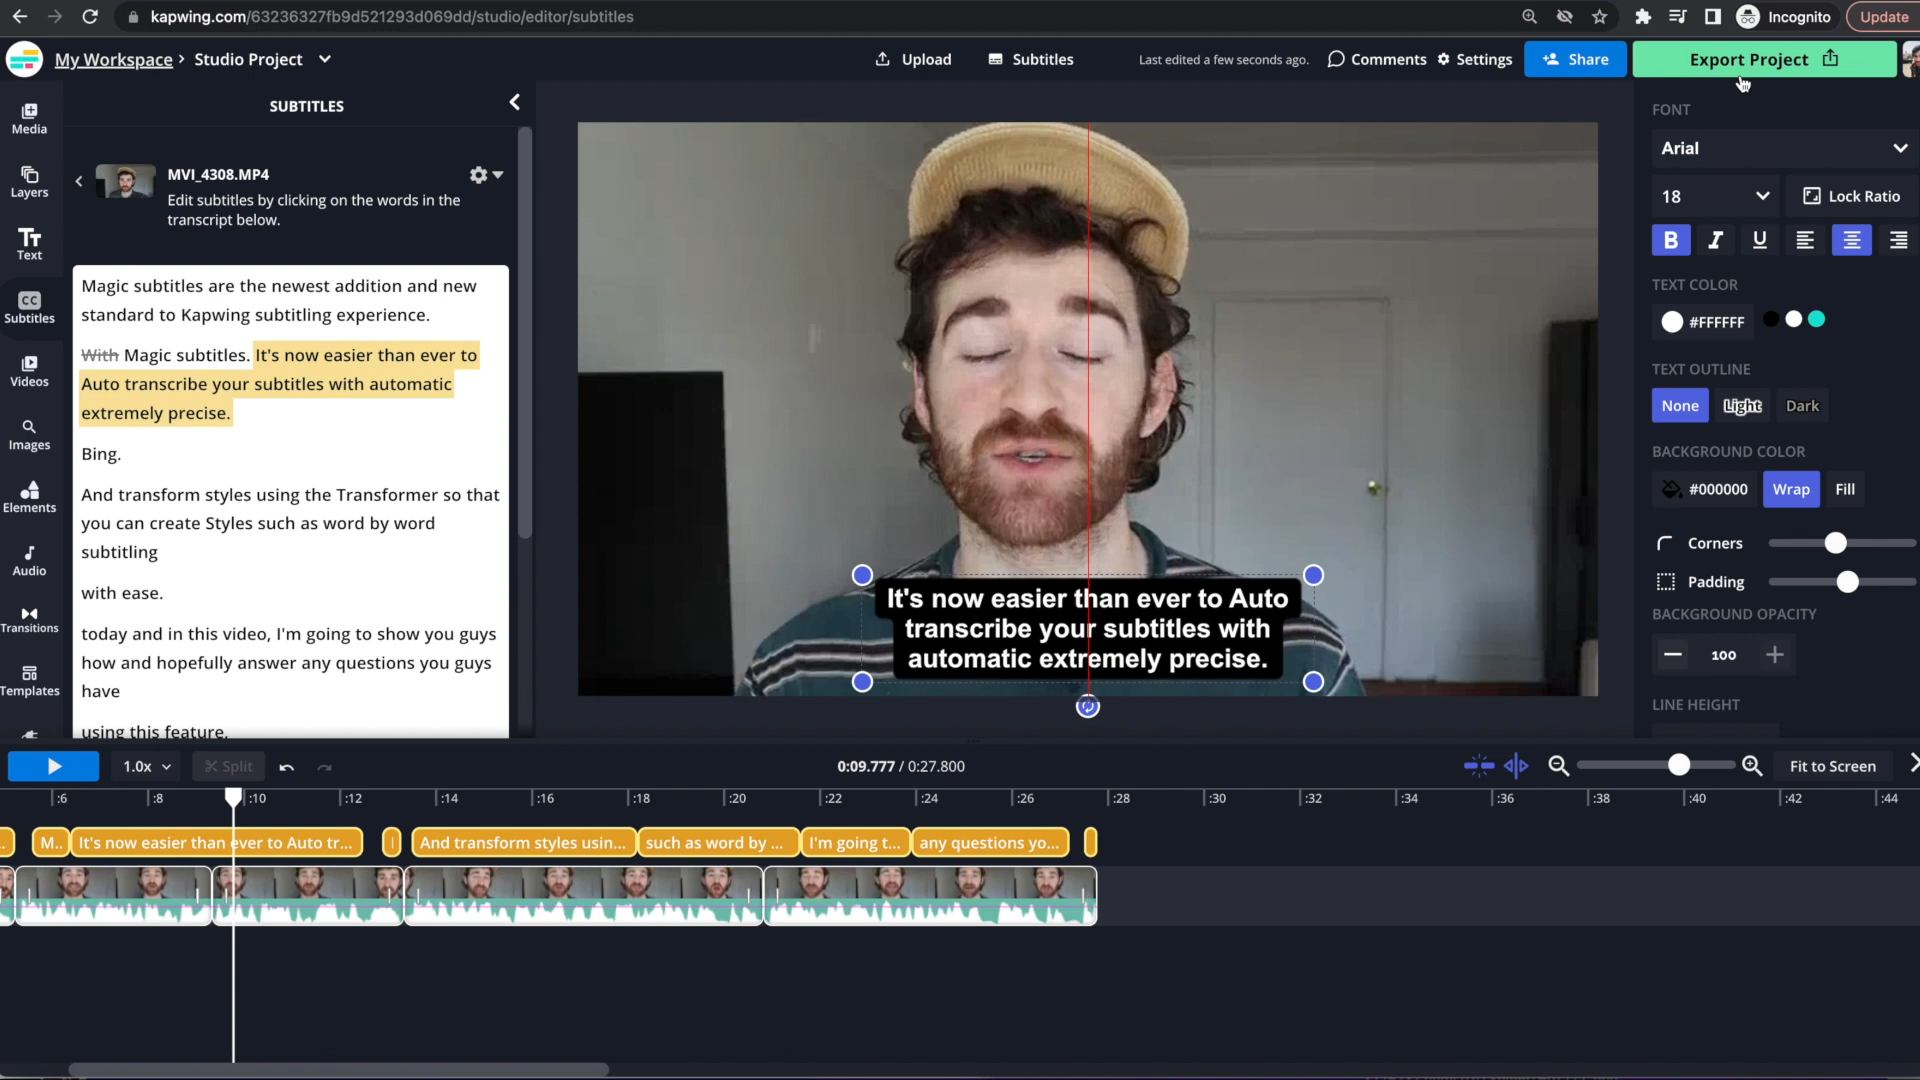 kapwing.com/63236327fb9d521293d069dd/studio/editor/subtitles
Incognito
Update
My Workspace > Studio Project
Upload
Subtitles
Last edited a few seconds ago.
Comments
Settings
Share
Export Project
Media
Layers
Tт
Text
CC
Subtitles
Videos
Images
Elements
Audio
Transitions
Templates
SUBTITLES
MVI_4308.MP4
Edit subtitles by clicking on the words in the
transcript below.
Magic subtitles are the newest addition and new
standard to Kapwing subtitling experience.
With Magic subtitles. It's now easier than ever to
Auto transcribe your subtitles with automatic
extremely precise.
Bing.
And transform styles using the Transformer so that
you can create Styles such as word by word
subtitling
with ease.
today and in this video, I'm going to show you guys
how and hopefully answer any questions you guys
have
using this feature.
It's now easier than ever to Auto
transcribe your subtitles with
automatic extremely precise.
FONT
Arial
18
Lock Ratio
B I U
TEXT COLOR
#FFFFFF
TEXT OUTLINE
None Light Dark
BACKGROUND COLOR
#000000 Wrap Fill
Corners
Padding
BACKGROUND OPACITY
100
LINE HEIGHT
1.0x
Split
0:09.777 / 0:27.800
Fit to Screen
:6 :8 :10 :12 :14 :16 :18 :20 :22 :24 :26 :28 :30 :32 :34 :36 :38 :40 :42 :44
M.. It's now easier than ever to Auto tr... And transform styles usin... such as word by ... I'm going t... any questions yo...